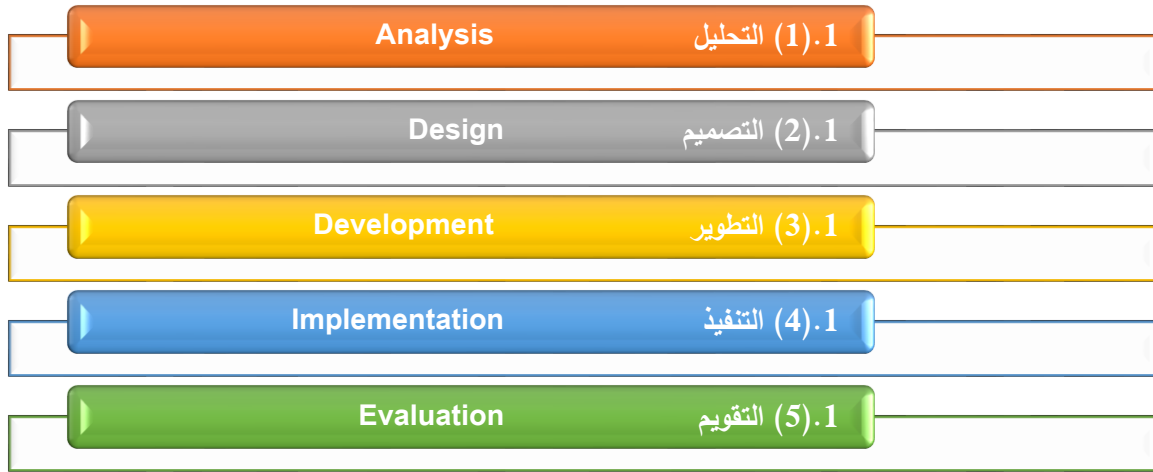 1.(1) التحليل Analysis
1.(2) التصميم Design
1.(3) التطوير Development
1.(4) التنفيذ Implementation
1.(5) التقويم Evaluation